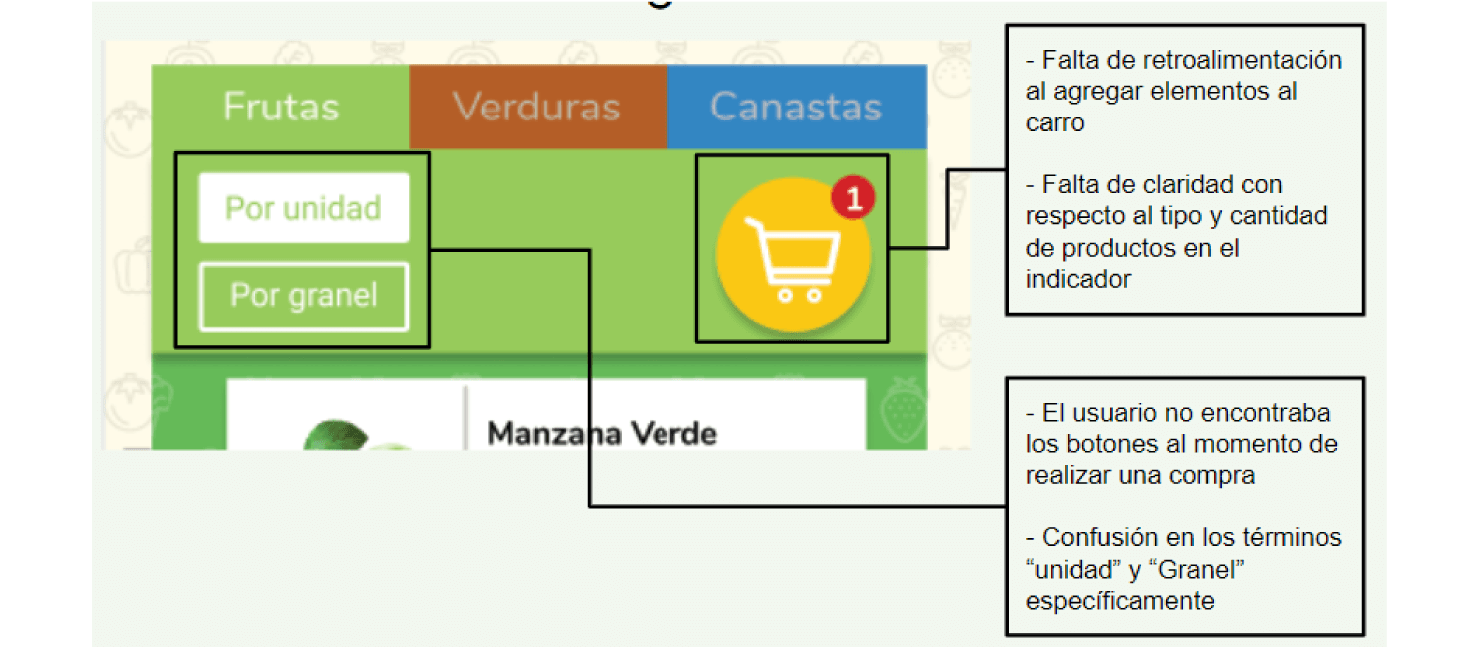 Frutas
Verduras
Canastas
Por unidad
Por granel
1
Manzana Verde
- Falta de retroalimentación
al agregar elementos al
carro
- Falta de claridad con
respecto al tipo y cantidad
de productos en el
indicador
- El usuario no encontraba
los botones al momento de
realizar una compra
- Confusión en los términos
“unidad” y “Granel”
específicamente